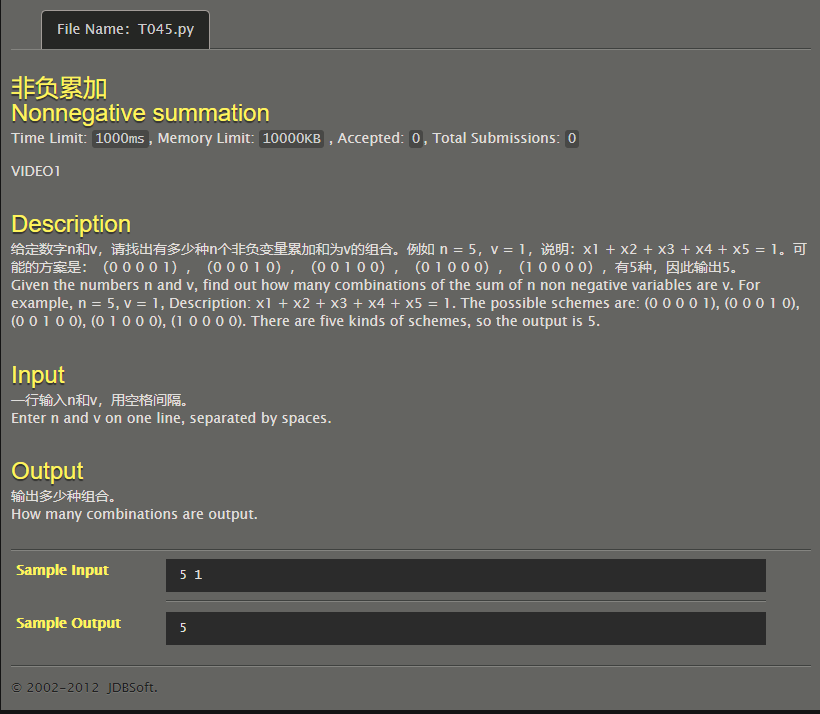 File Name: T045.py
非负累加
Nonnegative summation
Time Limit: 1000ms, Memory Limit: 10000KB , Accepted: 0, Total Submissions: 0
VIDEO1
Description
给定数字n和v，请找出有多少种n个非负变量累加和为v的组合。例如 n = 5，v = 1，说明：x1 + x2 + x3 + x4 + x5 = 1。可
能的方案是：（0 0 0 0 1），（0 0 0 1 0），（0 0 1 0 0），（0 1 0 0 0），（1 0 0 0 0），有5种，因此输出5。
Given the numbers n and v, find out how many combinations of the sum of n non negative variables are v. For
example, n = 5, v = 1, Description: x1 + x2 + x3 + x4 + x5 = 1. The possible schemes are: (0 0 0 0 1), (0 0 0 1 0),
(0 0 1 0 0), (0 1 0 0 0), (1 0 0 0 0). There are five kinds of schemes, so the output is 5.
Input
一行输入n和v，用空格间隔。
Enter n and v on one line, separated by spaces.
Output
输出多少种组合。
How many combinations are output.
Sample Input
5 1
Sample Output
5
© 2002-2012 JDBSoft.